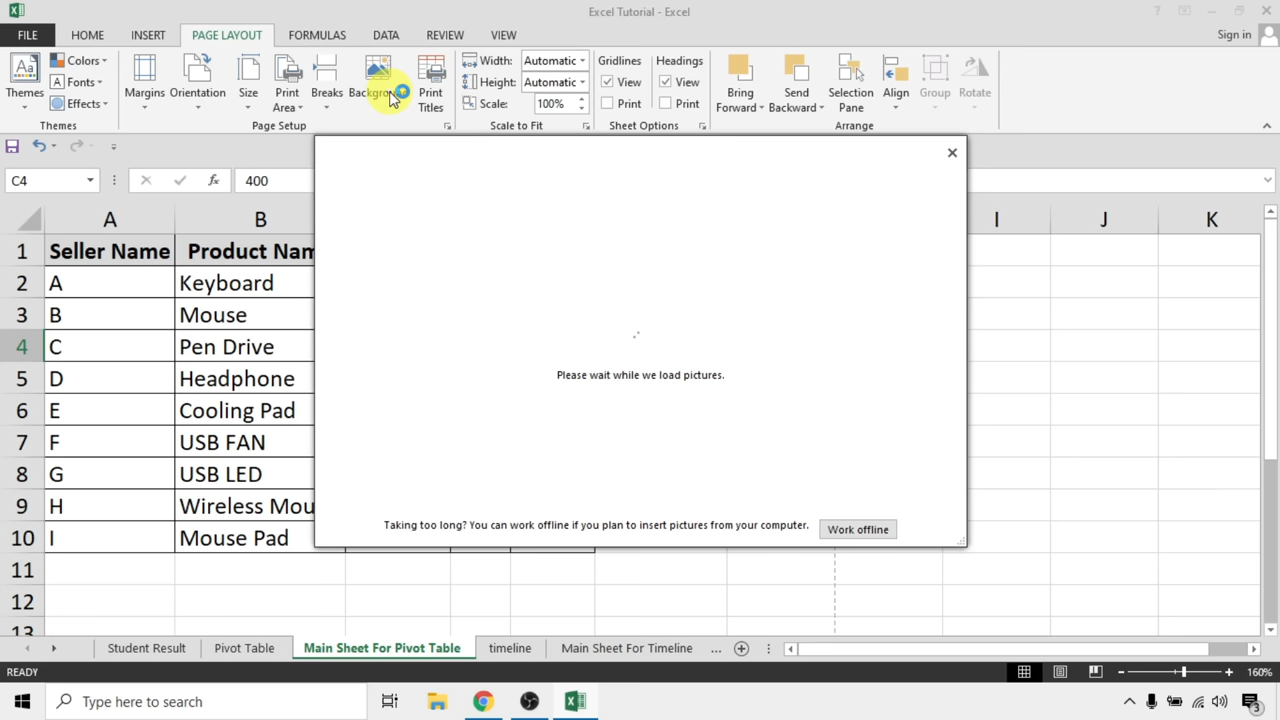 Excel Tutorial - Excel
?
FILE HOME INSERT PAGE LAYOUT FORMULAS DATA REVIEW VIEW Sign in
Themes Colors Fonts Effects
Margins Orientation Size Print Area Breaks Print Titles
Width: Automatic
Height: Automatic
Scale: 100%
Gridlines Headings
View View
Print Print
Bring Forward Send Backward Selection Pane Align Group Rotate
Themes Page Setup Scale to Fit Sheet Options Arrange
C4 fx 400
A B I J K
1 Seller Name Product Nam
2 A Keyboard
3 B Mouse
4 C Pen Drive
5 D Headphone
6 E Cooling Pad
7 F USB FAN
8 G USB LED
9 H Wireless Mou
10 I Mouse Pad
11
12
13
Please wait while we load pictures.
Taking too long? You can work offline if you plan to insert pictures from your computer. Work offline
Student Result Pivot Table Main Sheet For Pivot Table timeline Main Sheet For Timeline ...
READY 160%
Type here to search
3